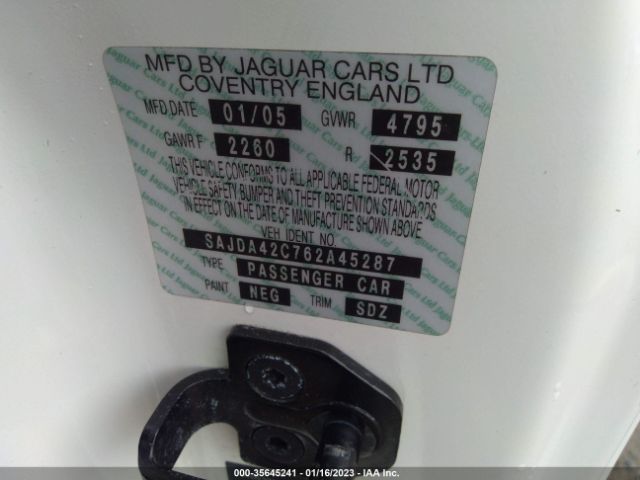 MFD BY JAGUAR CARS LTD
COVENTRY ENGLAND
MFD DATE 01/05 GVWR 4795
GAWR F 2260 R 2535
THIS VEHICLE CONFORMS TO ALL APPLICABLE FEDERAL MOTOR
VEHICLE SAFETY BUMPER AND THEFT PREVENTION STANDARDS
IN EFFECT ON THE DATE OF MANUFACTURE SHOWN ABOVE
VEH IDENT NO.
SAJDA42C762A45287
TYPE PASSENGER CAR
PAINT NEG TRIM SDZ
000-35645241 - 01/16/2023 - IAA Inc.